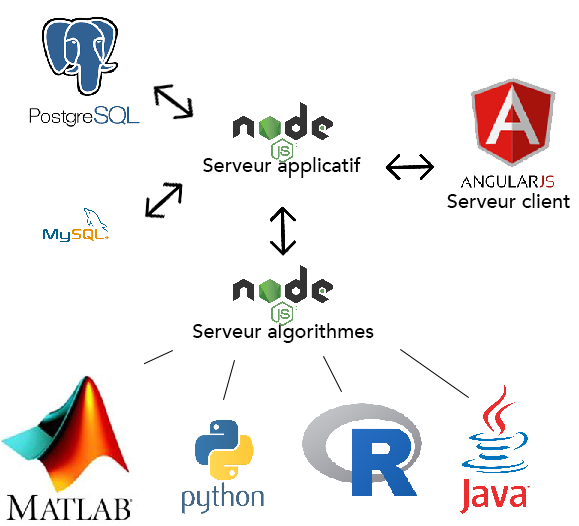 PostgreSQL
node
JS
Serveur applicatif
ANGULARJS
Serveur client
MySQL
node
JS
Serveur algorithmes
MATLAB
python
R
Java